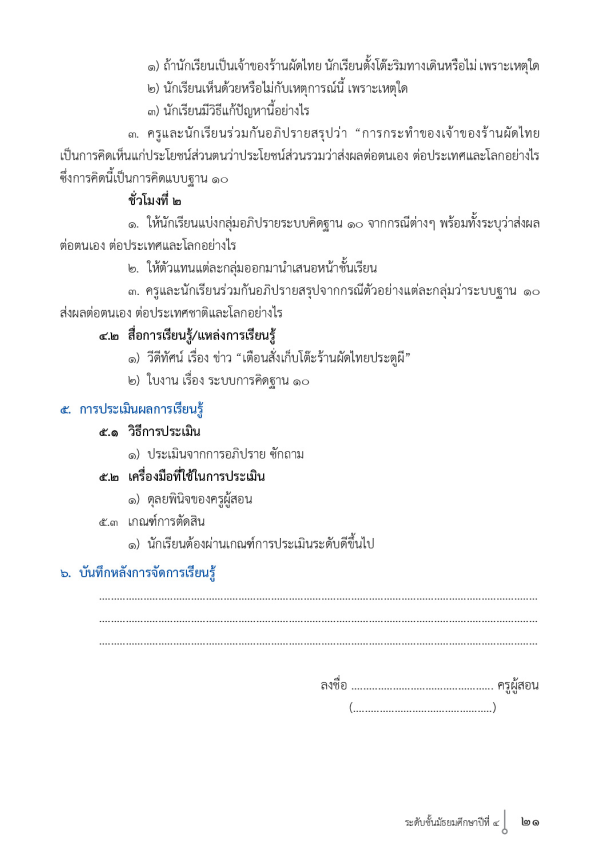 ๑) ถ้านักเรียนเป็นเจ้าของร้านผัดไทย นักเรียนตั้งโต๊ะริมทางเดินหรือไม่ เพราะเหตุใด
๒) นักเรียนเห็นด้วยหรือไม่กับเหตุการณ์นี้ เพราะเหตุใด
๓) นักเรียนมีวิธีแก้ปัญหานี้อย่างไร
๓. ครูและนักเรียนร่วมกันอภิปรายสรุปว่า “การกระทำของเจ้าของร้านผัดไทย
เป็นการคิดเห็นแก่ประโยชน์ส่วนตนว่าประโยชน์ส่วนรวมว่าส่งผลต่อตนเอง ต่อประเทศและโลกอย่างไร
ซึ่งการคิดนี้เป็นการคิดแบบฐาน ๑๐
ชั่วโมงที่ ๒
๑. ให้นักเรียนแบ่งกลุ่มอภิปรายระบบคิดฐาน ๑๐ จากกรณีต่างๆ พร้อมทั้งระบุว่าส่งผล
ต่อตนเอง ต่อประเทศและโลกอย่างไร
๒. ให้ตัวแทนแต่ละกลุ่มออกมานำเสนอหน้าชั้นเรียน
๓. ครูและนักเรียนร่วมกันอภิปรายสรุปจากกรณีตัวอย่างแต่ละกลุ่มว่าระบบฐาน ๑๐
ส่งผลต่อตนเอง ต่อประเทศชาติและโลกอย่างไร
๔.๒ สื่อการเรียนรู้/แหล่งการเรียนรู้
๑) วีดีทัศน์ เรื่อง ข่าว “เตือนสั่งเก็บโต๊ะร้านผัดไทยประตูผี”
๒) ใบงาน เรื่อง ระบบการคิดฐาน ๑๐
๕. การประเมินผลการเรียนรู้
๕.๑ วิธีการประเมิน
๑) ประเมินจากการอภิปราย ซักถาม
๕.๒ เครื่องมือที่ใช้ในการประเมิน
๑) ดุลยพินิจของครูผู้สอน
๕.๓ เกณฑ์การตัดสิน
๑) นักเรียนต้องผ่านเกณฑ์การประเมินระดับดีขึ้นไป
๖. บันทึกหลังการจัดการเรียนรู้
..................................................................................................................................................
..................................................................................................................................................
..................................................................................................................................................
ลงชื่อ ................................................ ครูผู้สอน
(...............................................)
ระดับชั้นมัธยมศึกษาปีที่ ๔ ๒๑